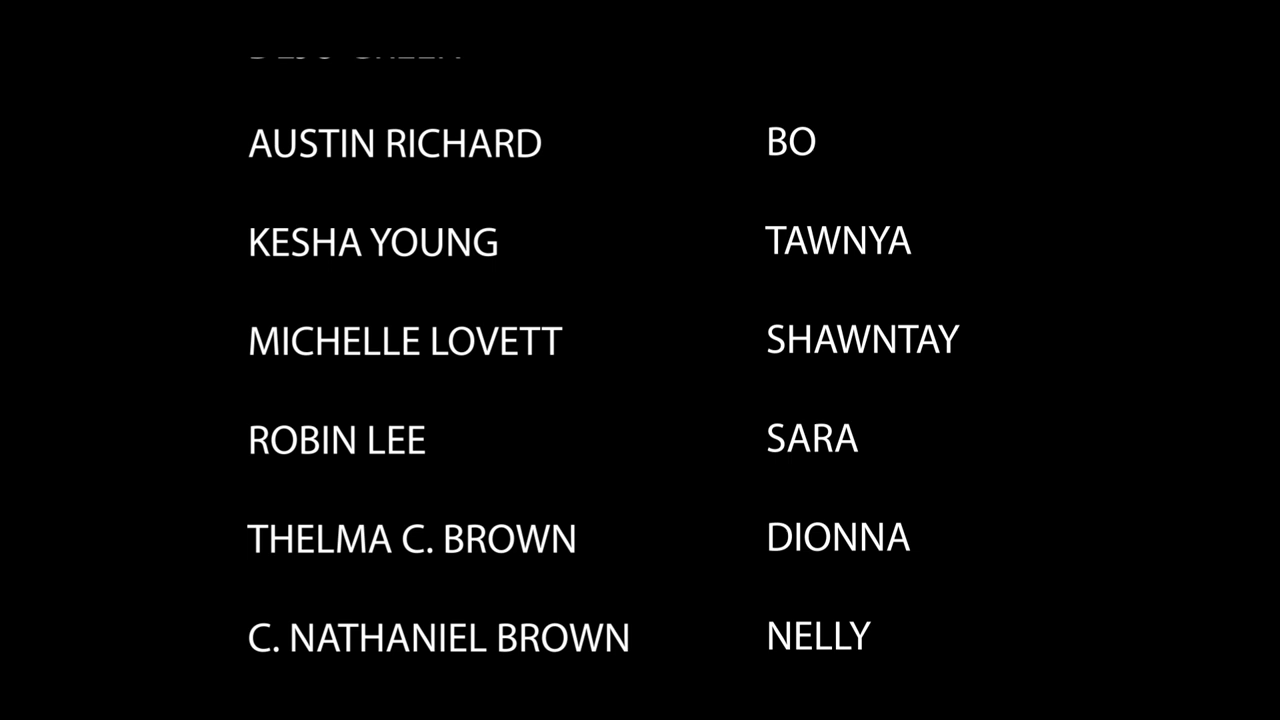 AUSTIN RICHARD BO
KESHA YOUNG TAWNYA
MICHELLE LOVETT SHAWNTAY
ROBIN LEE SARA
THELMA C. BROWN DIONNA
C. NATHANIEL BROWN NELLY